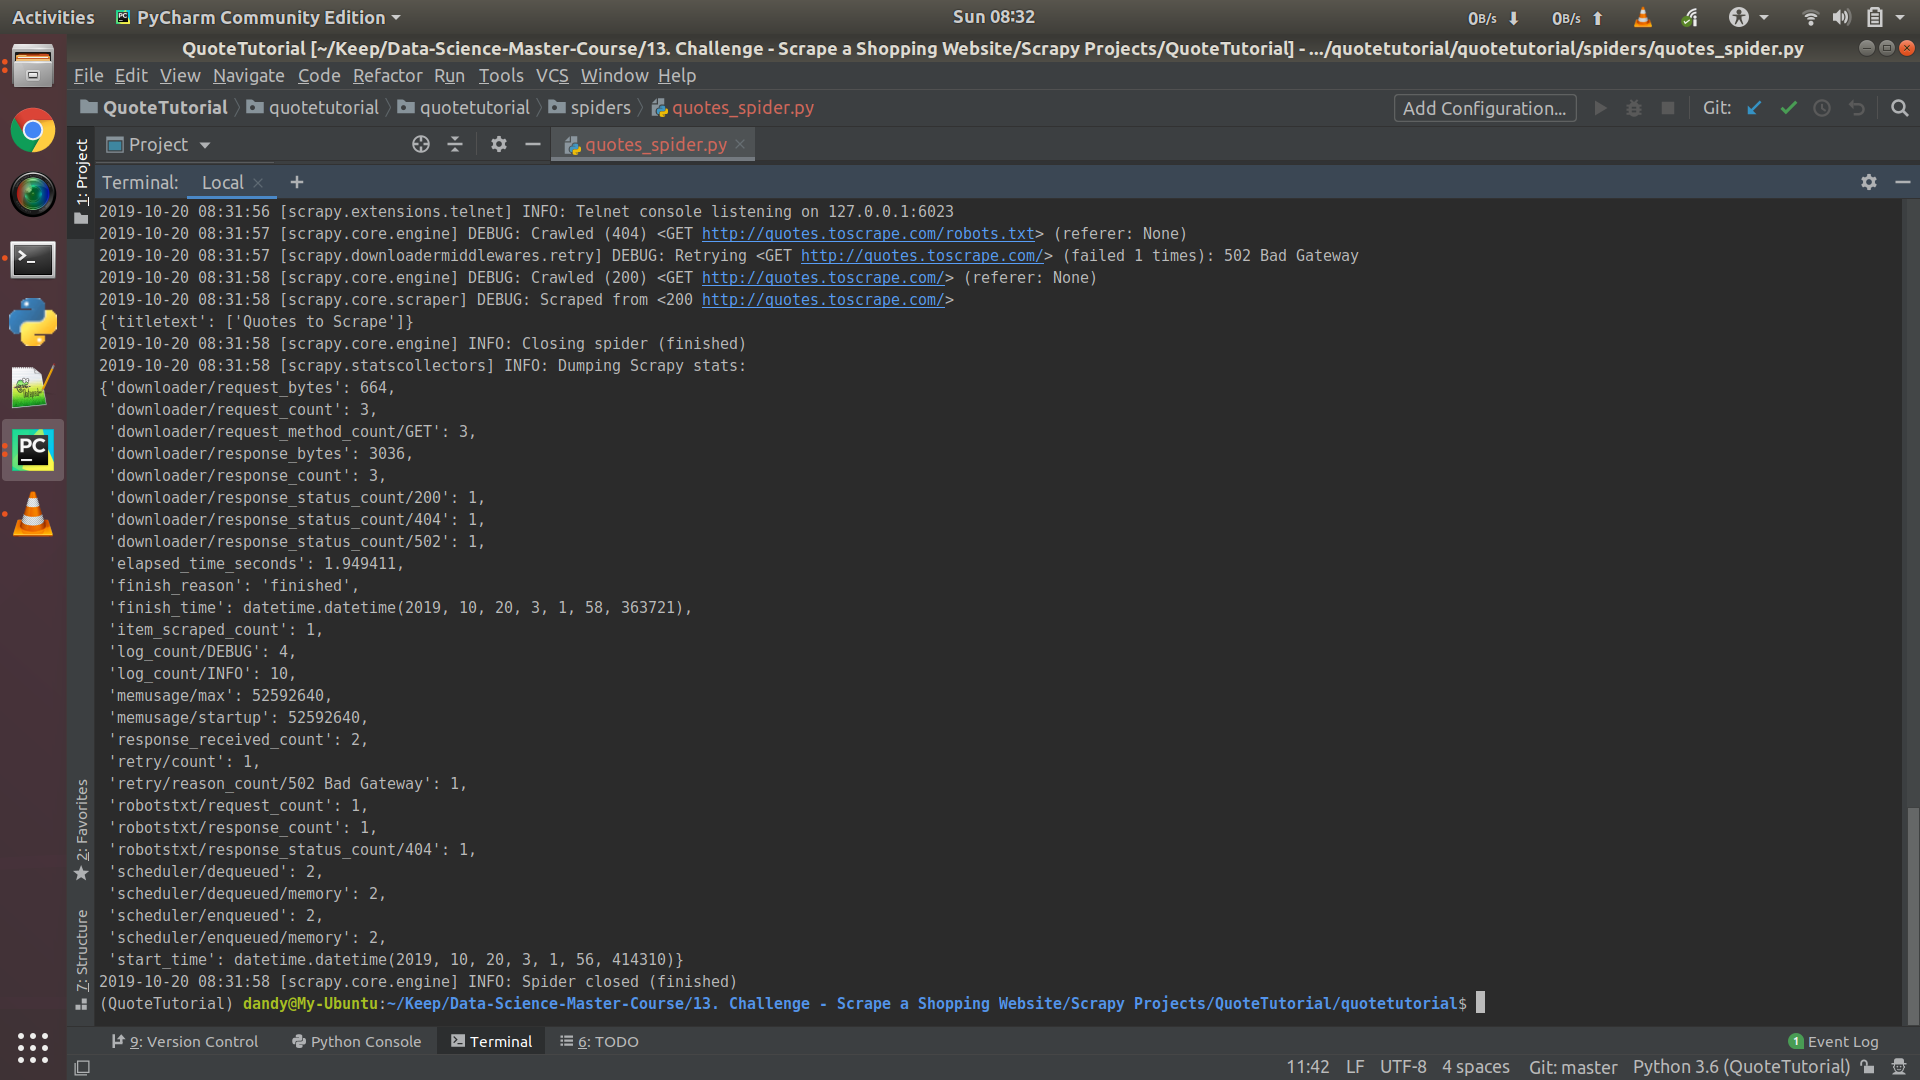 Activities PyCharm Community Edition Sun 08:32 0B/s 0B/s
QuoteTutorial [~/Keep/Data-Science-Master-Course/13. Challenge - Scrape a Shopping Website/Scrapy Projects/QuoteTutorial] - .../quotetutorial/quotetutorial/spiders/quotes_spider.py
File Edit View Navigate Code Refactor Run Tools VCS Window Help
QuoteTutorial quotetutorial quotetutorial spiders quotes_spider.py Add Configuration... Git:
Project quotes_spider.py
1: Project
Terminal: Local
2019-10-20 08:31:56 [scrapy.extensions.telnet] INFO: Telnet console listening on 127.0.0.1:6023
2019-10-20 08:31:57 [scrapy.core.engine] DEBUG: Crawled (404) <GET http://quotes.toscrape.com/robots.txt> (referer: None)
2019-10-20 08:31:57 [scrapy.downloadermiddlewares.retry] DEBUG: Retrying <GET http://quotes.toscrape.com/> (failed 1 times): 502 Bad Gateway
2019-10-20 08:31:58 [scrapy.core.engine] DEBUG: Crawled (200) <GET http://quotes.toscrape.com/> (referer: None)
2019-10-20 08:31:58 [scrapy.core.scraper] DEBUG: Scraped from <200 http://quotes.toscrape.com/>
{'titletext': ['Quotes to Scrape']}
2019-10-20 08:31:58 [scrapy.core.engine] INFO: Closing spider (finished)
2019-10-20 08:31:58 [scrapy.statscollectors] INFO: Dumping Scrapy stats:
{'downloader/request_bytes': 664,
'downloader/request_count': 3,
'downloader/request_method_count/GET': 3,
'downloader/response_bytes': 3036,
'downloader/response_count': 3,
'downloader/response_status_count/200': 1,
'downloader/response_status_count/404': 1,
'downloader/response_status_count/502': 1,
'elapsed_time_seconds': 1.949411,
'finish_reason': 'finished',
'finish_time': datetime.datetime(2019, 10, 20, 3, 1, 58, 363721),
'item_scraped_count': 1,
'log_count/DEBUG': 4,
'log_count/INFO': 10,
'memusage/max': 52592640,
'memusage/startup': 52592640,
'response_received_count': 2,
'retry/count': 1,
'retry/reason_count/502 Bad Gateway': 1,
'robotstxt/request_count': 1,
'robotstxt/response_count': 1,
'robotstxt/response_status_count/404': 1,
'scheduler/dequeued': 2,
'scheduler/dequeued/memory': 2,
'scheduler/enqueued': 2,
'scheduler/enqueued/memory': 2,
'start_time': datetime.datetime(2019, 10, 20, 3, 1, 56, 414310)}
2019-10-20 08:31:58 [scrapy.core.engine] INFO: Spider closed (finished)
(QuoteTutorial) dandy@My-Ubuntu:~/Keep/Data-Science-Master-Course/13. Challenge - Scrape a Shopping Website/Scrapy Projects/QuoteTutorial/quotetutorial$
2: Favorites
7: Structure
PC
9: Version Control Python Console Terminal 6: TODO 1 Event Log
11:42 LF UTF-8 4 spaces Git: master Python 3.6 (QuoteTutorial)